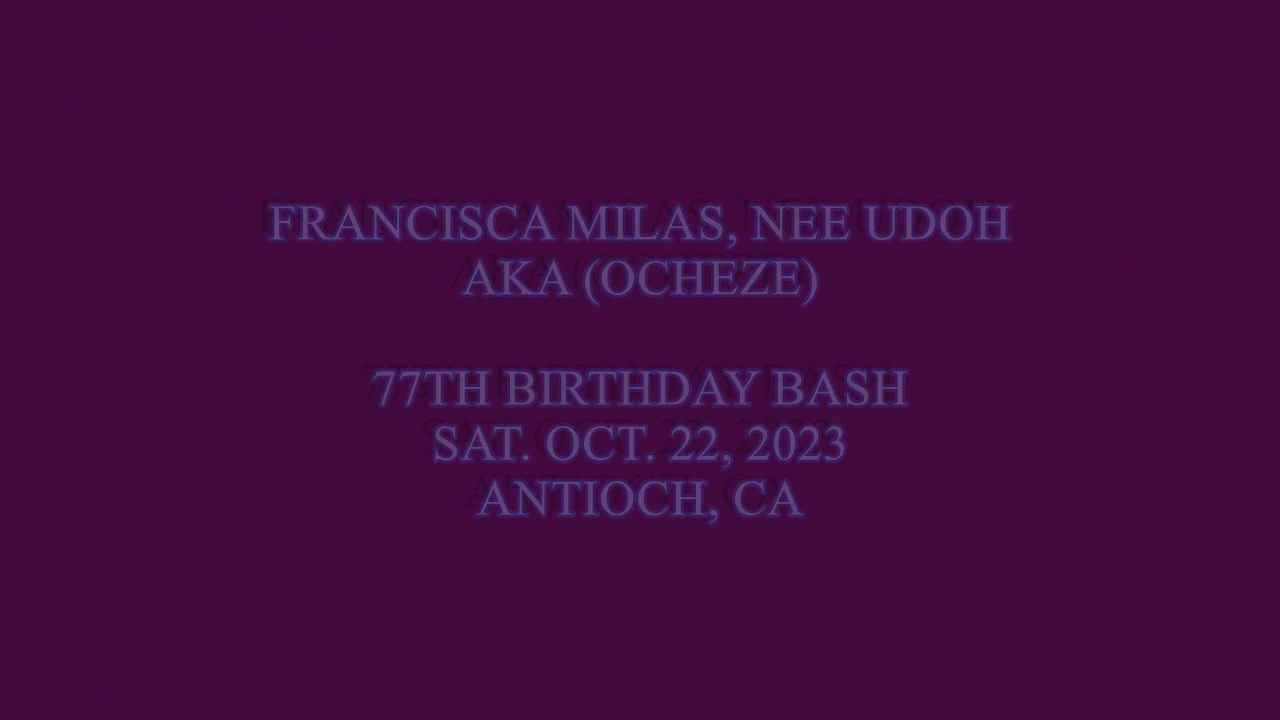 FRANCISCA MILAS, NEE UDOH
AKA (OCHEZE)
77TH BIRTHDAY BASH
SAT. OCT. 22, 2023
ANTIOCH, CA